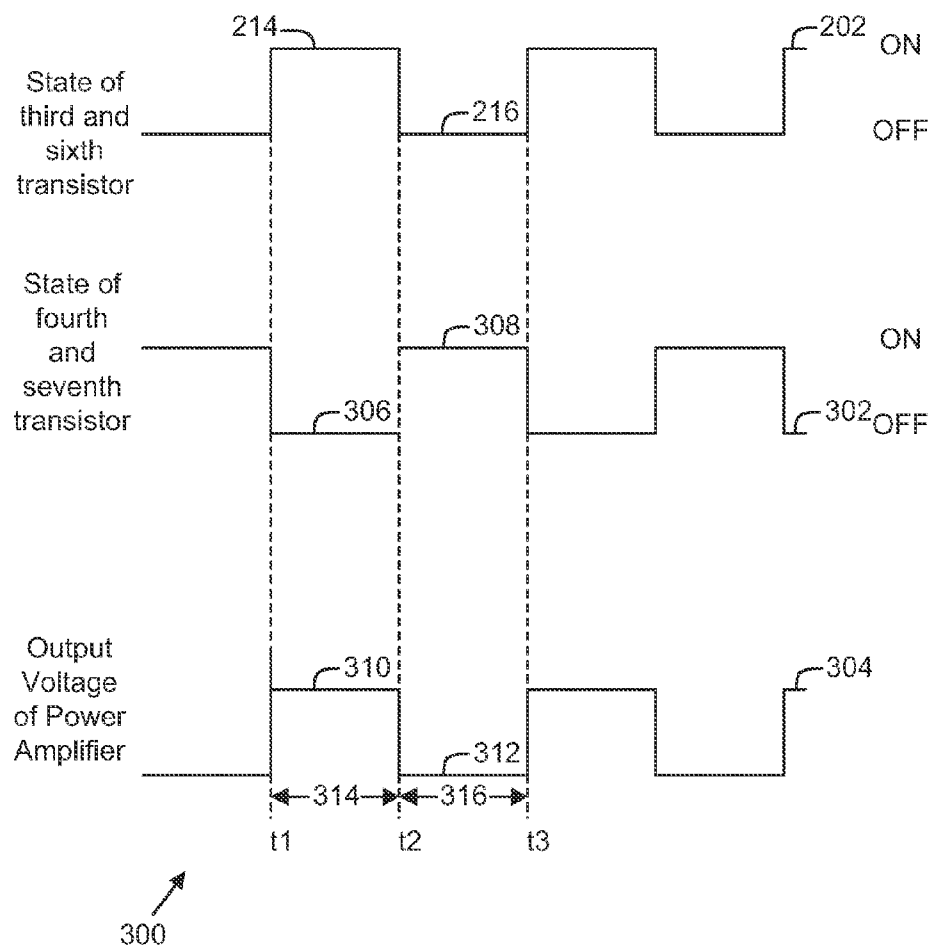 214
202
ON
State of
third and
sixth
transistor
216
OFF
State of
fourth
and
seventh
transistor
308
ON
306
302
OFF
Output
Voltage
of Power
Amplifier
310
304
312
314
316
t1
t2
t3
300